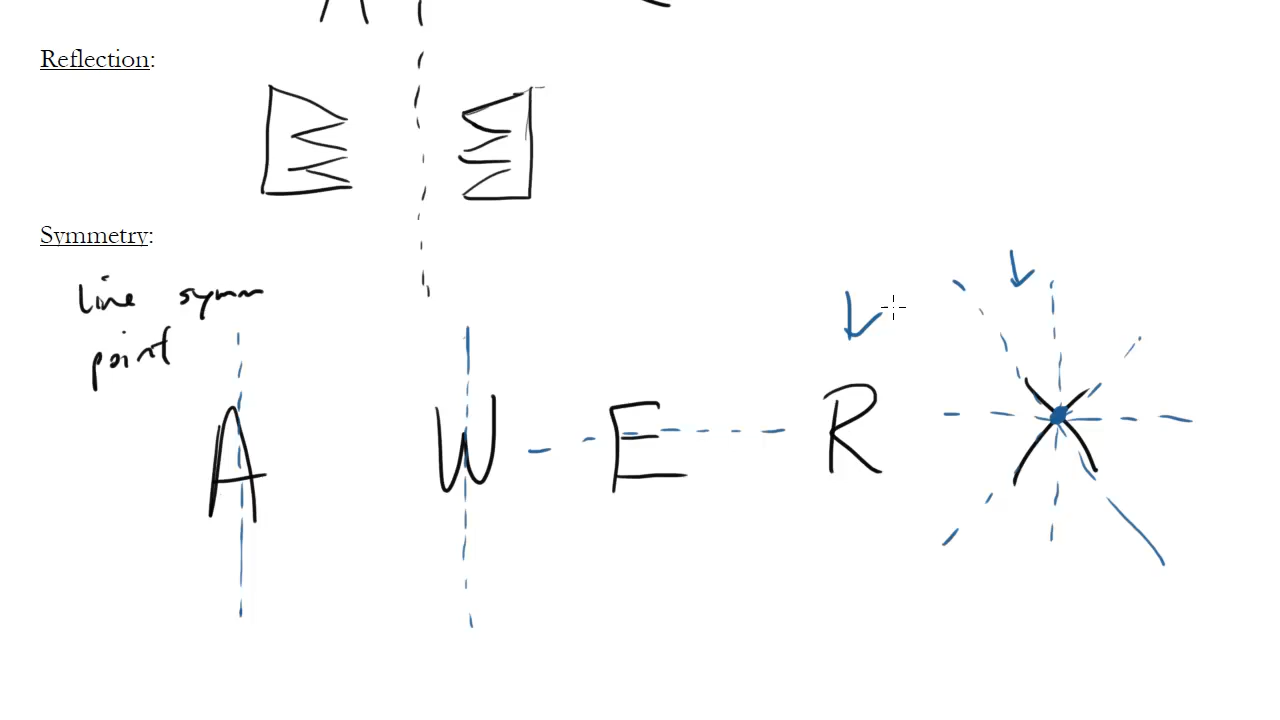 Reflection:
Symmetry:
line symm
point
A W E R X